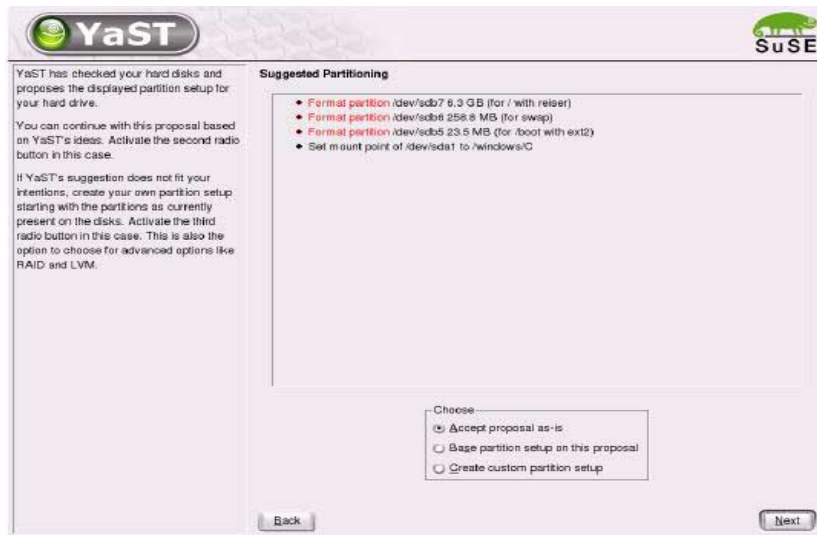 YaST
SuSE
YaST has checked your hard disks and
proposes the displayed partition setup for
your hard drive.
You can continue with this proposal based
on YaST's ideas. Activate the second radio
button in this case.
If YaST's suggestion does not fit your
intentions, create your own partition setup
starting with the partitions as currently
present on the disks. Activate the third
radio button in this case. This is also the
option to choose for advanced options like
RAID and LVM.
Suggested Partitioning
Format partition /dev/sdb7 6.3 GB (for / with reiser)
Format partition /dev/sdb6 258.8 MB (for swap)
Format partition /dev/sdb5 23.5 MB (for /boot with ext2)
Set mount point of /dev/sda1 to /windows/C
Choose
Accept proposal as-is
Base partition setup on this proposal
Create custom partition setup
Back
Next